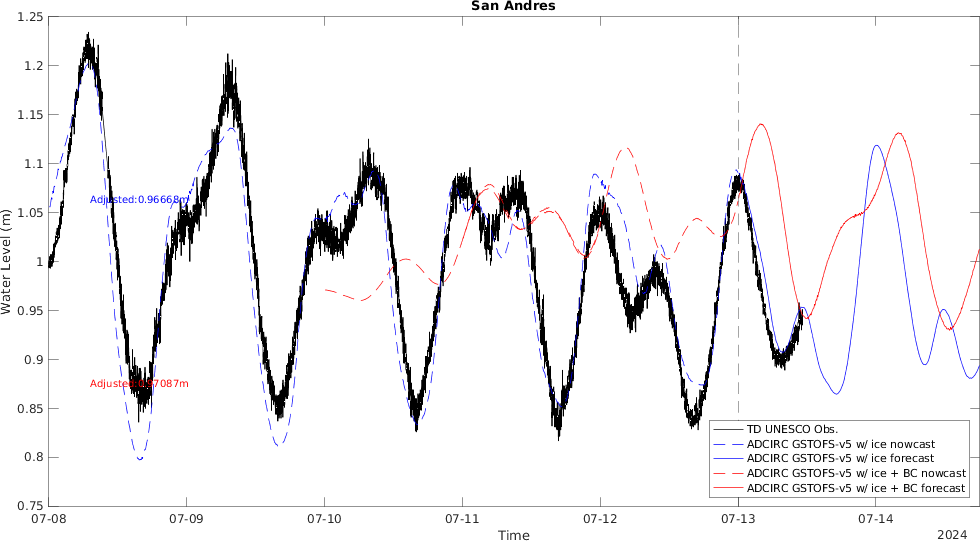 San Andres
1.25
1.2
1.15
1.1
1.05
1
0.95
0.9
0.85
0.8
0.75
Water Level (m)
Adjusted:0.96668m
07-08
07-09
07-10
07-11
07-12
07-13
07-14
Time
2024
TD UNESCO Obs.
ADCIRC GSTOFS-v5 w/ ice nowcast
ADCIRC GSTOFS-v5 w/ ice forecast
ADCIRC GSTOFS-v5 w/ ice + BC nowcast
ADCIRC GSTOFS-v5 w/ ice + BC forecast